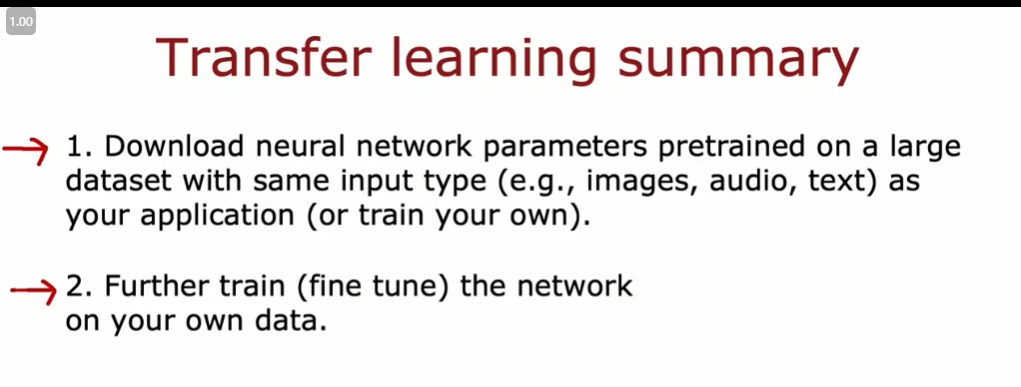 1.00
Transfer learning summary
1. Download neural network parameters pretrained on a large
dataset with same input type (e.g., images, audio, text) as
your application (or train your own).
2. Further train (fine tune) the network
on your own data.